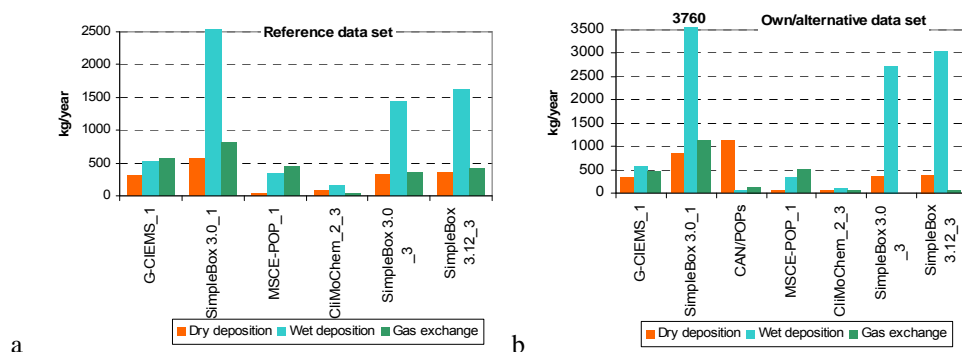 Reference data set
kg/year
2500
1500
1000
500
0
G-CIEMS_1
SimpleBox 3.0_1
MSCE-POP_1
CliMoChem_2_3
SimpleBox 3.0
_3
SimpleBox
3.12_3
Dry deposition Wet deposition Gas exchange
a
3760
Own/alternative data set
kg/year
3500
3000
2500
2000
1500
1000
500
0
G-CIEMS_1
SimpleBox 3.0_1
CAN/POPs
MSCE-POP_1
CliMoChem_2_3
SimpleBox 3.0
_3
SimpleBox
3.12_3
Dry deposition Wet deposition Gas exchange
b